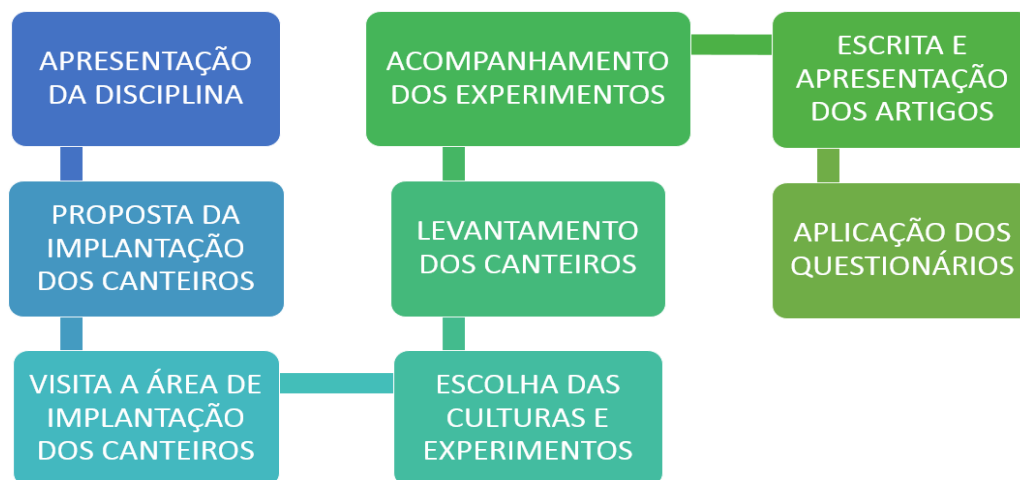 APRESENTAÇÃO
DA DISCIPLINA
PROPOSTA DA
IMPLANTAÇÃO
DOS CANTEIROS
VISITA A ÁREA DE
IMPLANTAÇÃO
DOS CANTEIROS
ESCOLHA DAS
CULTURAS E
EXPERIMENTOS
LEVANTAMENTO
DOS CANTEIROS
ACOMPANHAMENTO
DOS EXPERIMENTOS
ESCRITA E
APRESENTAÇÃO
DOS ARTIGOS
APLICAÇÃO DOS
QUESTIONÁRIOS